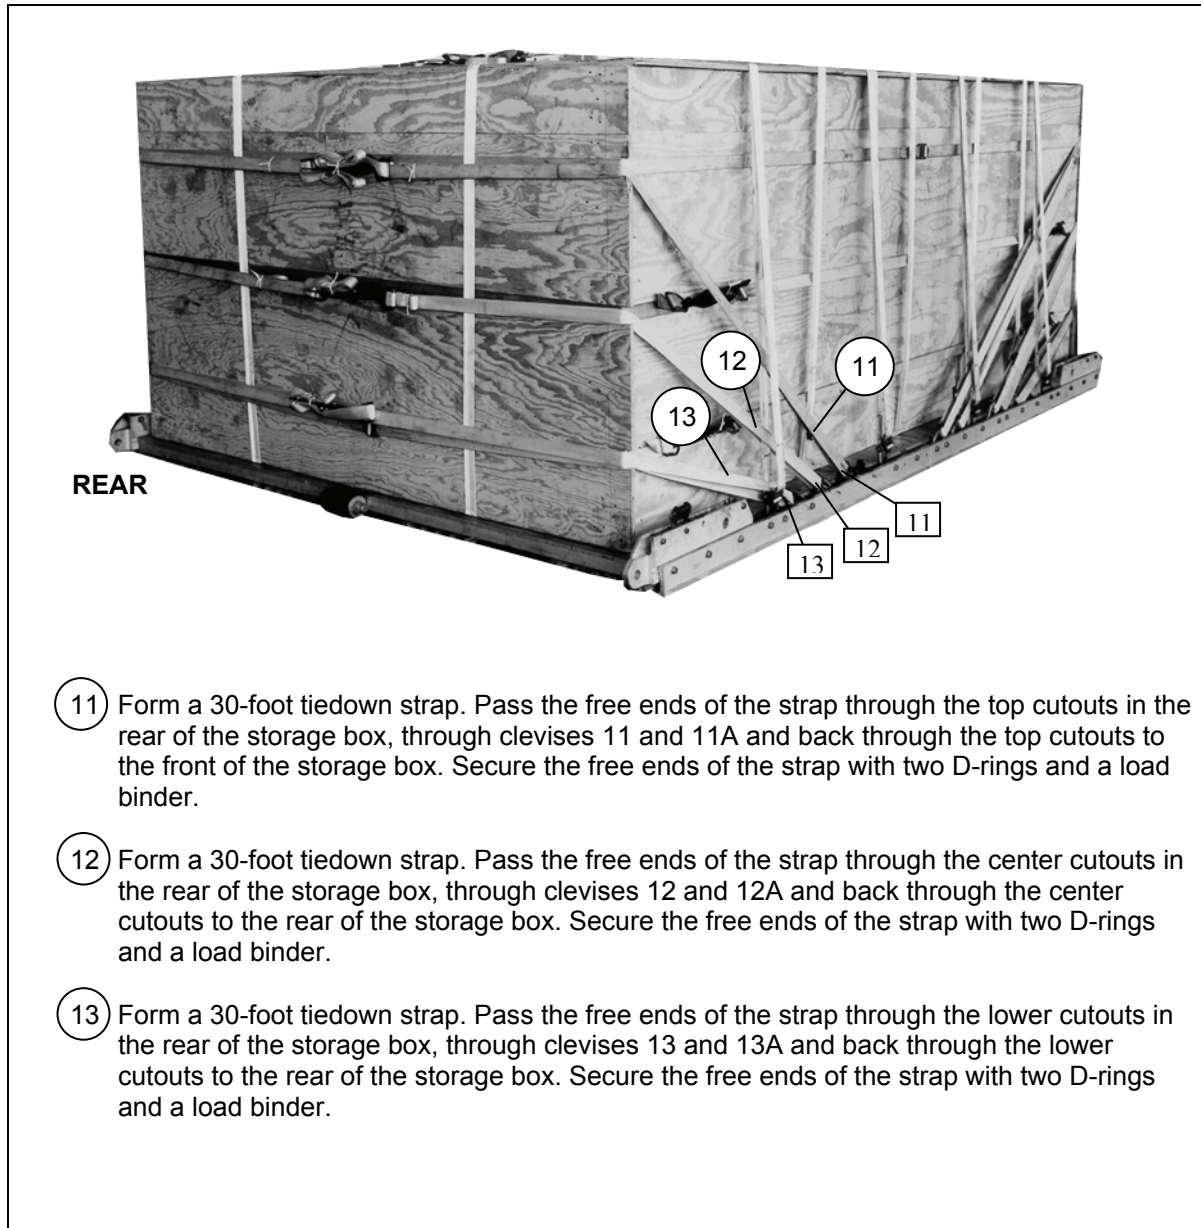 12
11
13
REAR
11
12
13
11 Form a 30-foot tiedown strap. Pass the free ends of the strap through the top cutouts in the
rear of the storage box, through clevises 11 and 11A and back through the top cutouts to
the front of the storage box. Secure the free ends of the strap with two D-rings and a load
binder.
12 Form a 30-foot tiedown strap. Pass the free ends of the strap through the center cutouts in
the rear of the storage box, through clevises 12 and 12A and back through the center
cutouts to the rear of the storage box. Secure the free ends of the strap with two D-rings
and a load binder.
13 Form a 30-foot tiedown strap. Pass the free ends of the strap through the lower cutouts in
the rear of the storage box, through clevises 13 and 13A and back through the lower
cutouts to the rear of the storage box. Secure the free ends of the strap with two D-rings
and a load binder.